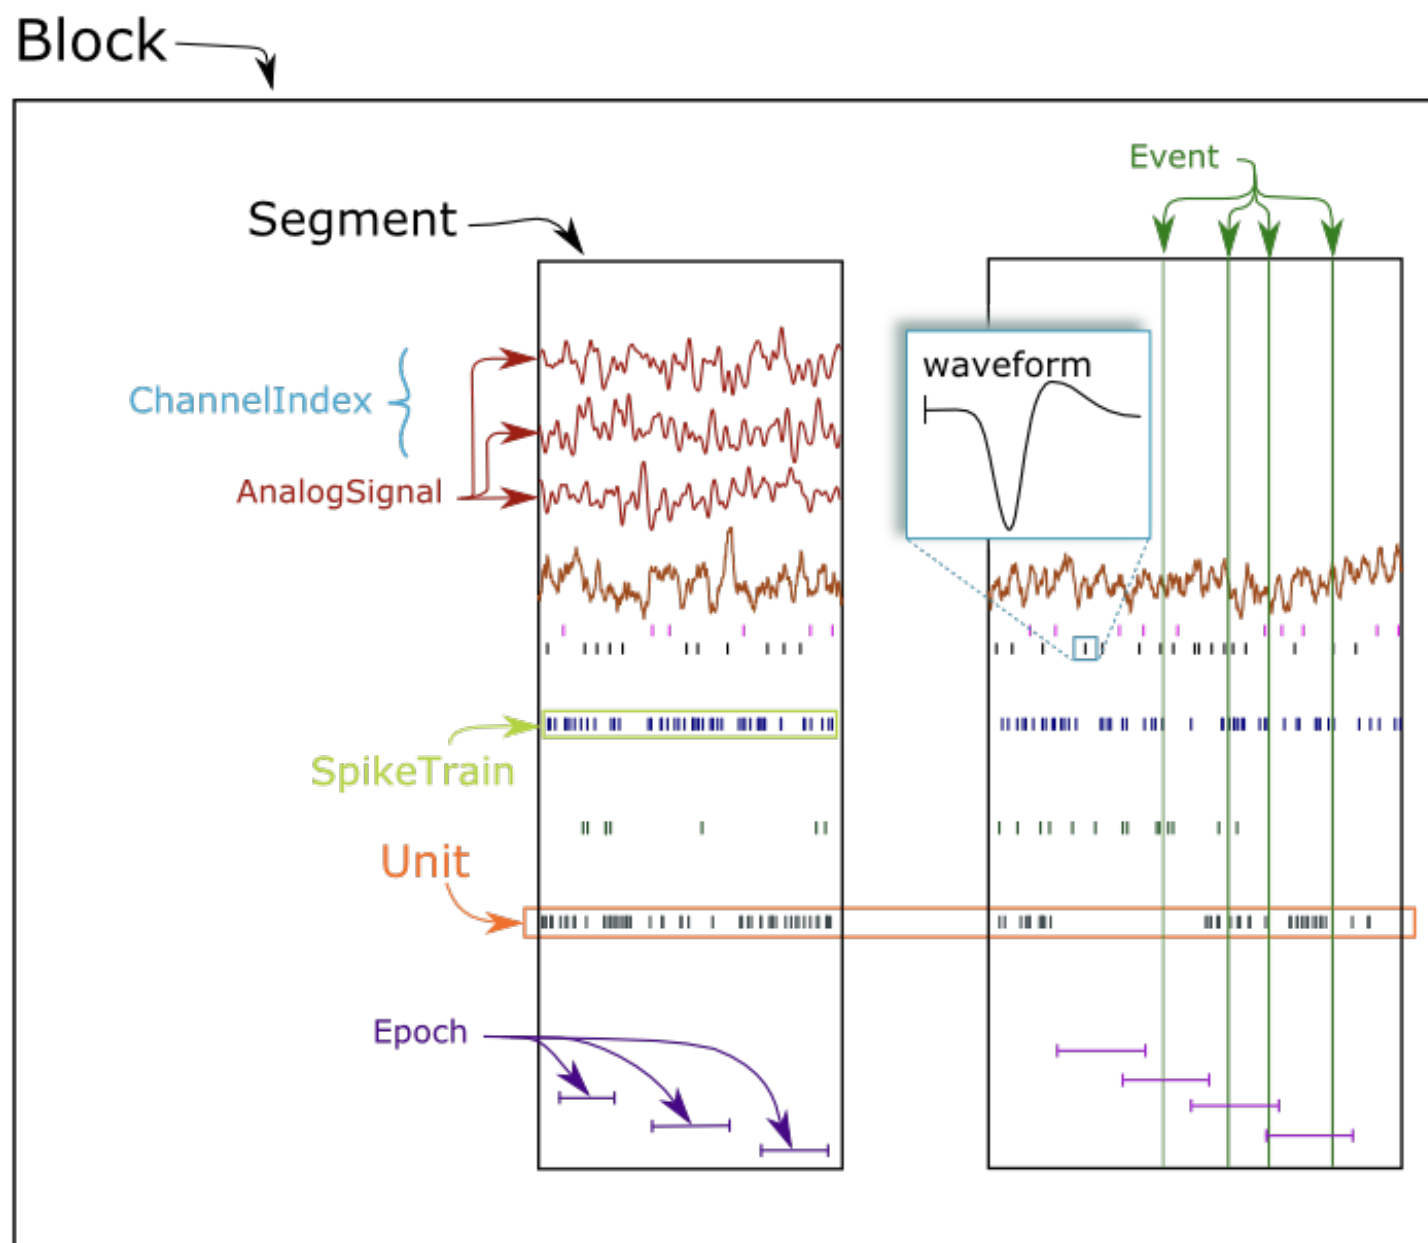 Block
Event
Segment
waveform
ChannelIndex
AnalogSignal
SpikeTrain
Unit
Epoch